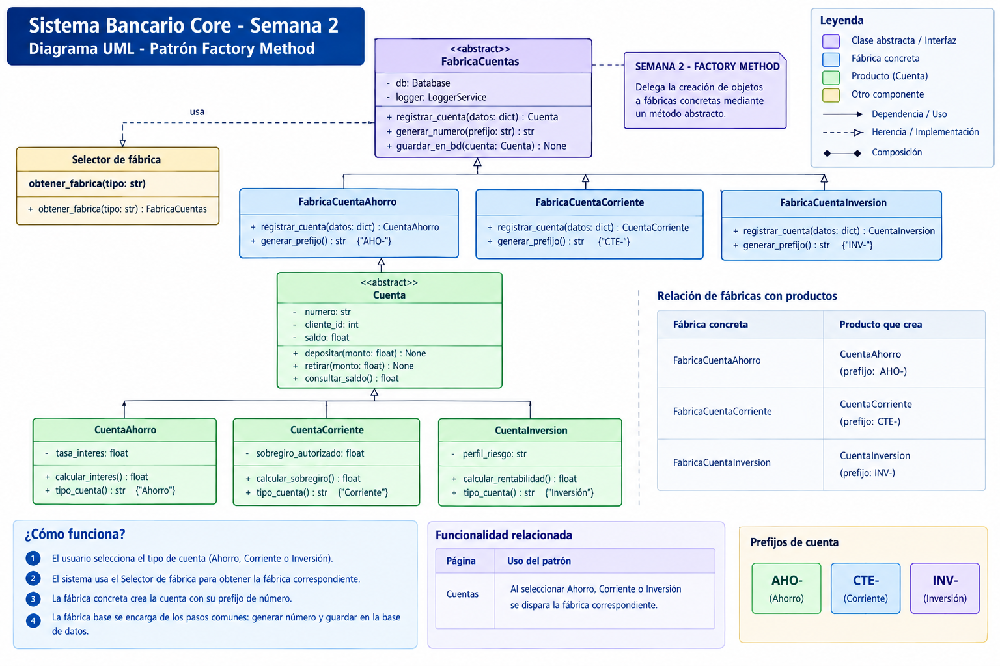 Sistema Bancario Core - Semana 2
Diagrama UML - Patrón Factory Method
<<abstract>>
FabricaCuentas
- db: Database
- logger: LoggerService
+ registrar_cuenta(datos: dict) : Cuenta
+ generar_numero(prefijo: str) : str
+ guardar_en_bd(cuenta: Cuenta) : None
SEMANA 2 - FACTORY METHOD
Delega la creación de objetos
a fábricas concretas mediante
un método abstracto.
Leyenda
Clase abstracta / Interfaz
Fábrica concreta
Producto (Cuenta)
Otro componente
Dependencia / Uso
Herencia / Implementación
Composición
usa
Selector de fábrica
obtener_fabrica(tipo: str)
+ obtener_fabrica(tipo: str) : FabricaCuentas
FabricaCuentaAhorro
+ registrar_cuenta(datos: dict) : CuentaAhorro
+ generar_prefijo() : str {"AHO-"}
FabricaCuentaCorriente
+ registrar_cuenta(datos: dict) : CuentaCorriente
+ generar_prefijo() : str {"CTE-"}
FabricaCuentaInversion
+ registrar_cuenta(datos: dict) : CuentaInversion
+ generar_prefijo() : str {"INV-"}
<<abstract>>
Cuenta
- numero: str
- cliente_id: int
- saldo: float
+ depositar(monto: float) : None
+ retirar(monto: float) : None
+ consultar_saldo() : float
CuentaAhorro
- tasa_interes: float
+ calcular_interes() : float
+ tipo_cuenta() : str {"Ahorro"}
CuentaCorriente
- sobregiro_autorizado: float
+ calcular_sobregiro() : float
+ tipo_cuenta() : str {"Corriente"}
CuentaInversion
- perfil_riesgo: str
+ calcular_rentabilidad() : float
+ tipo_cuenta() : str {"Inversión"}
Relación de fábricas con productos
Fábrica concreta
Producto que crea
FabricaCuentaAhorro
CuentaAhorro
(prefijo: AHO-)
FabricaCuentaCorriente
CuentaCorriente
(prefijo: CTE-)
FabricaCuentaInversion
CuentaInversion
(prefijo: INV-)
¿Cómo funciona?
1 El usuario selecciona el tipo de cuenta (Ahorro, Corriente o Inversión).
2 El sistema usa el Selector de fábrica para obtener la fábrica correspondiente.
3 La fábrica concreta crea la cuenta con su prefijo de número.
4 La fábrica base se encarga de los pasos comunes: generar número y guardar en la base
de datos.
Funcionalidad relacionada
Página
Uso del patrón
Cuentas
Al seleccionar Ahorro, Corriente o Inversión
se dispara la fábrica correspondiente.
Prefijos de cuenta
AHO-
(Ahorro)
CTE-
(Corriente)
INV-
(Inversión)